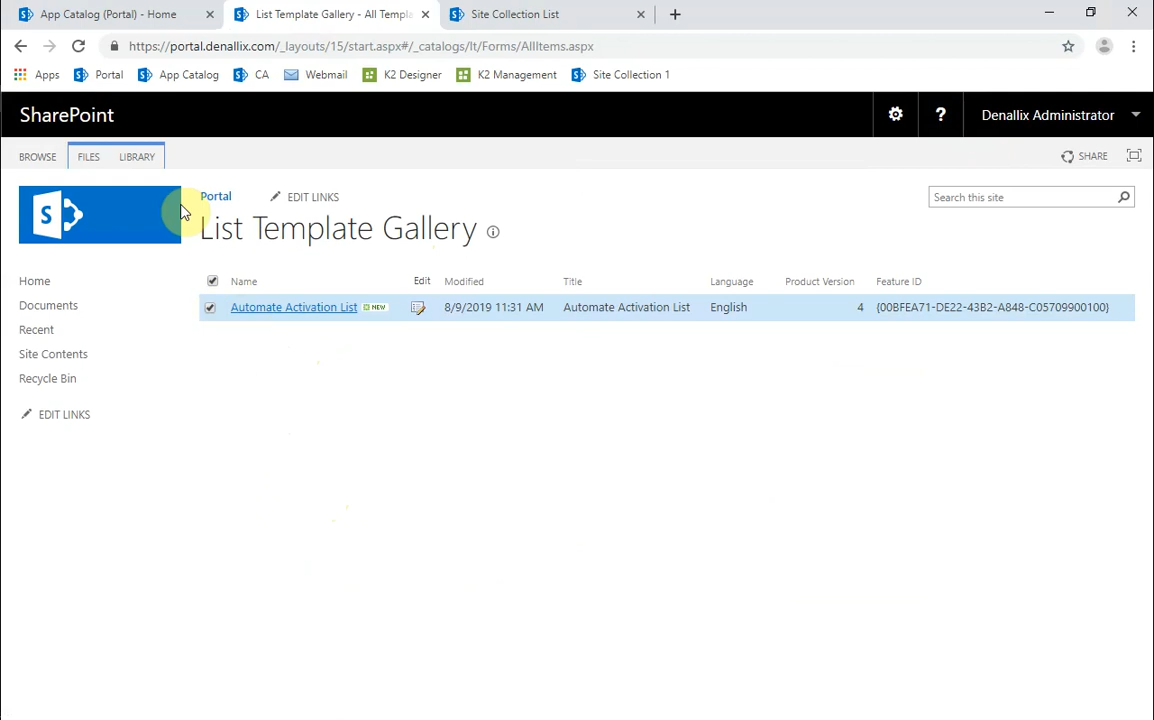 App Catalog (Portal) - Home
List Template Gallery - All Templa
Site Collection List
https://portal.denallix.com/_layouts/15/start.aspx#/_catalogs/lt/Forms/AllItems.aspx
Apps Portal App Catalog CA Webmail K2 Designer K2 Management Site Collection 1
SharePoint
? Denallix Administrator
BROWSE FILES LIBRARY
SHARE
S
Portal EDIT LINKS
Search this site
List Template Gallery
Home
Documents
Recent
Site Contents
Recycle Bin
EDIT LINKS
Name Edit Modified Title Language Product Version Feature ID
Automate Activation List NEW 8/9/2019 11:31 AM Automate Activation List English 4 {00BFEA71-DE22-43B2-A848-C05709900100}